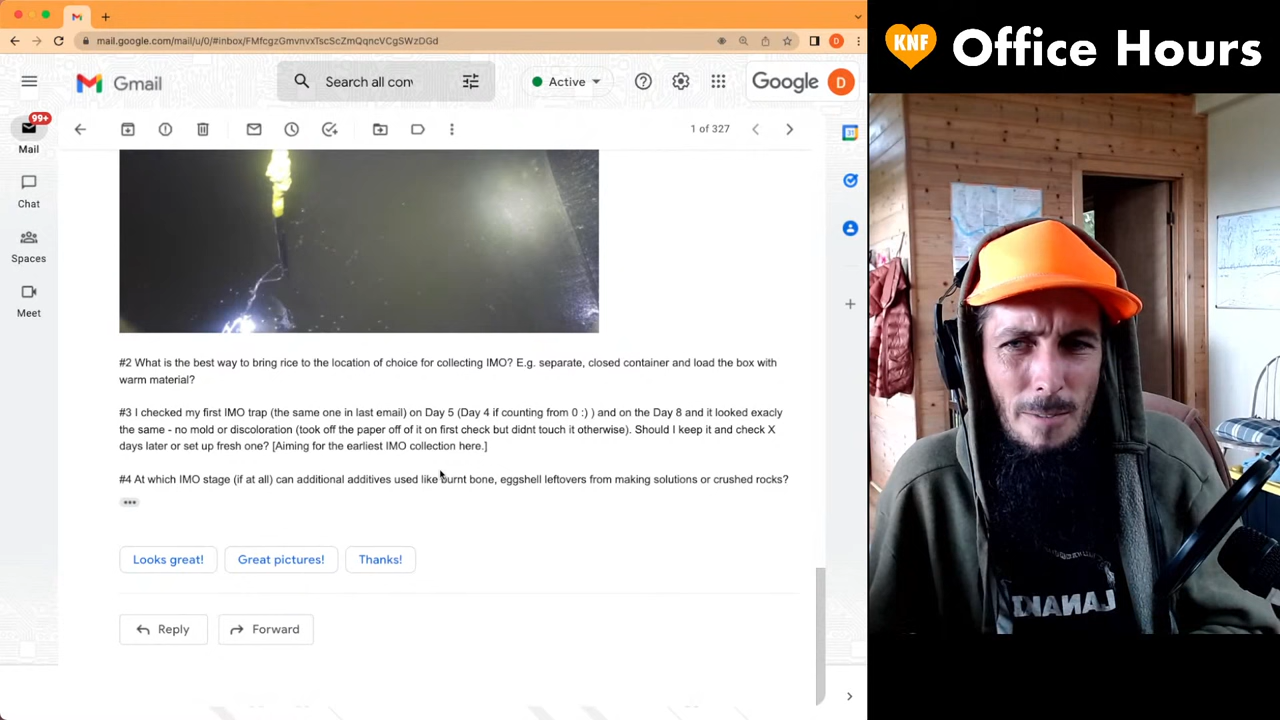 KNF Office Hours
mail.google.com/mail/u/0/#inbox/FMfcgzGmvnvxTscScZmQqncVCgSWzDGd
D
Gmail
Search all con
Active
Google
D
99+
Mail
1 of 327
Chat
Spaces
Meet
#2 What is the best way to bring rice to the location of choice for collecting IMO? E.g. separate, closed container and load the box with
warm material?
#3 I checked my first IMO trap (the same one in last email) on Day 5 (Day 4 if counting from 0 :) ) and on the Day 8 and it looked exacly
the same - no mold or discoloration (took off the paper off of it on first check but didnt touch it otherwise). Should I keep it and check X
days later or set up fresh one? [Aiming for the earliest IMO collection here.]
#4 At which IMO stage (if at all) can additional additives used like burnt bone, eggshell leftovers from making solutions or crushed rocks?
Looks great!
Great pictures!
Thanks!
Reply
Forward
LANAKI